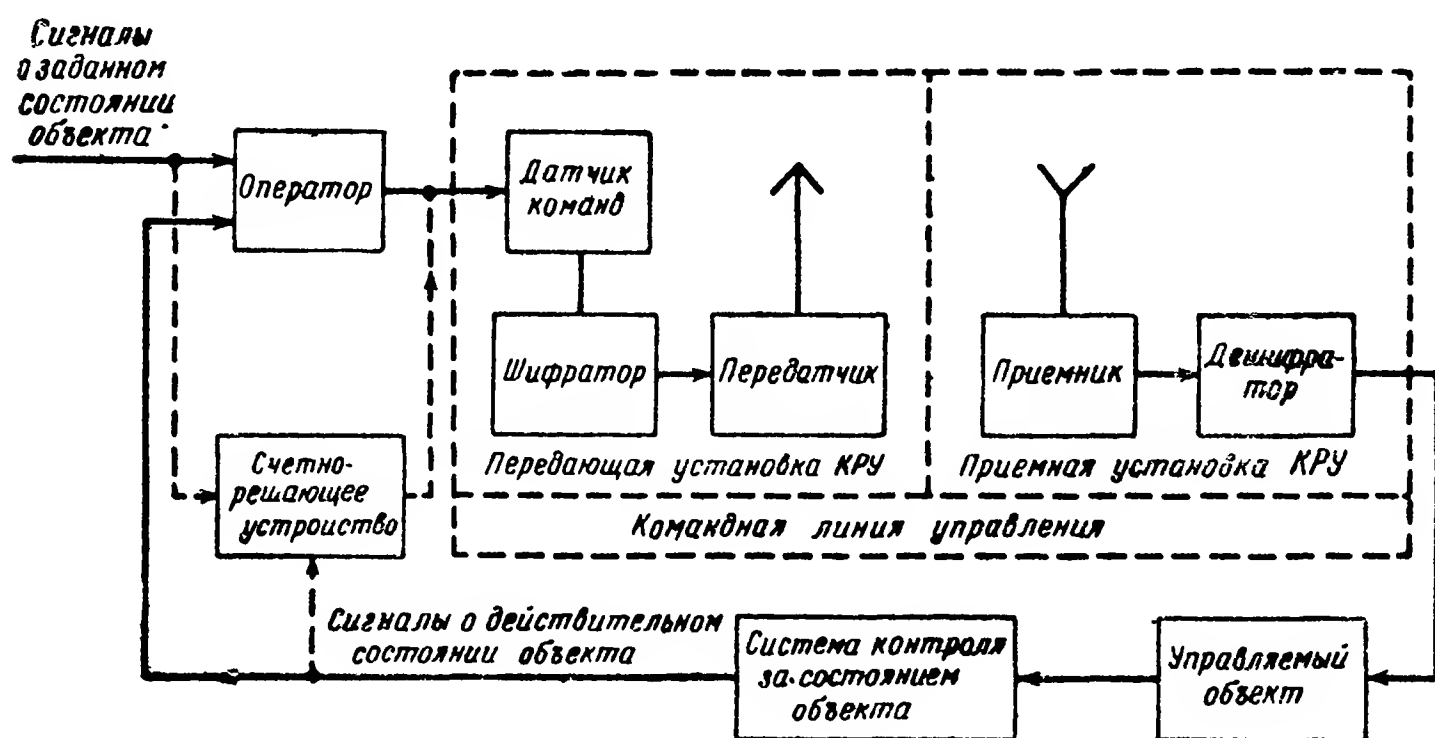 Сигналы
о заданном
состоянии
объекта
Оператор
Датчик
команд
Шифратор
Передатчик
Приемник
Дешифра-
тор
Передающая установка КРУ
Приемная установка КРУ
Командная линия управления
Счетно-
решающее
устройство
Сигналы о действительном
состоянии объекта
Система контроля
за состоянием
объекта
Управляемый
объект